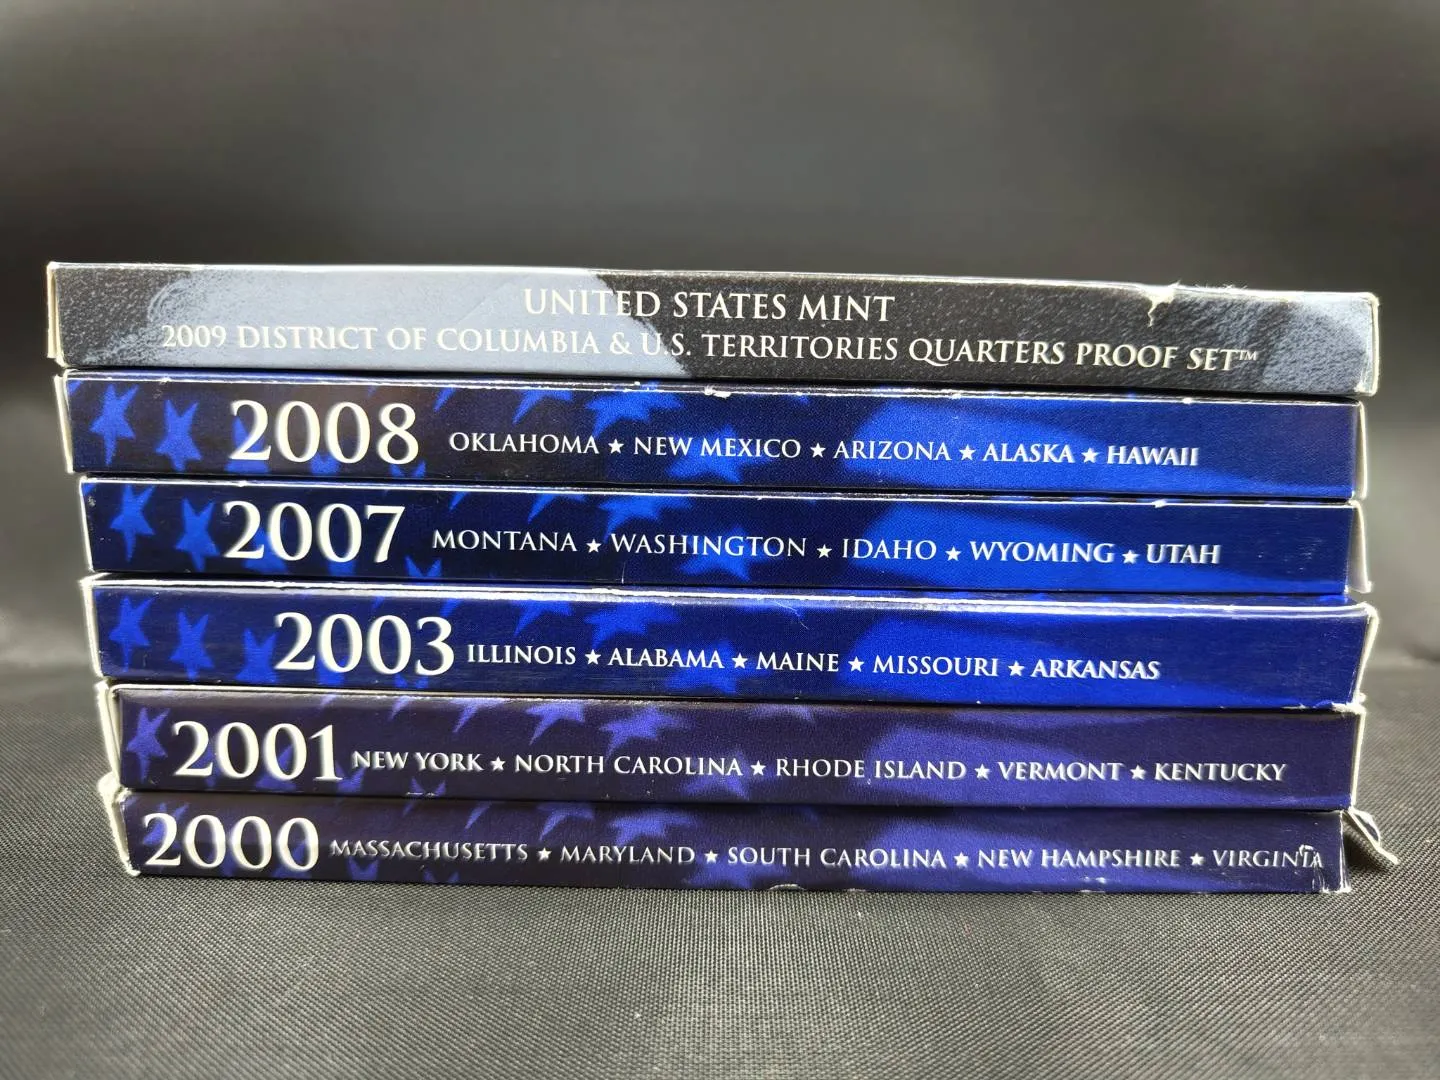 UNITED STATES MINT
2009 DISTRICT OF COLUMBIA & U.S. TERRITORIES QUARTERS PROOF SET™
2008 OKLAHOMA ★ NEW MEXICO ★ ARIZONA ★ ALASKA ★ HAWAII
2007 MONTANA ★ WASHINGTON ★ IDAHO ★ WYOMING ★ UTAH
2003 ILLINOIS ★ ALABAMA ★ MAINE ★ MISSOURI ★ ARKANSAS
2001 NEW YORK ★ NORTH CAROLINA ★ RHODE ISLAND ★ VERMONT ★ KENTUCKY
2000 MASSACHUSETTS ★ MARYLAND ★ SOUTH CAROLINA ★ NEW HAMPSHIRE ★ VIRGINIA